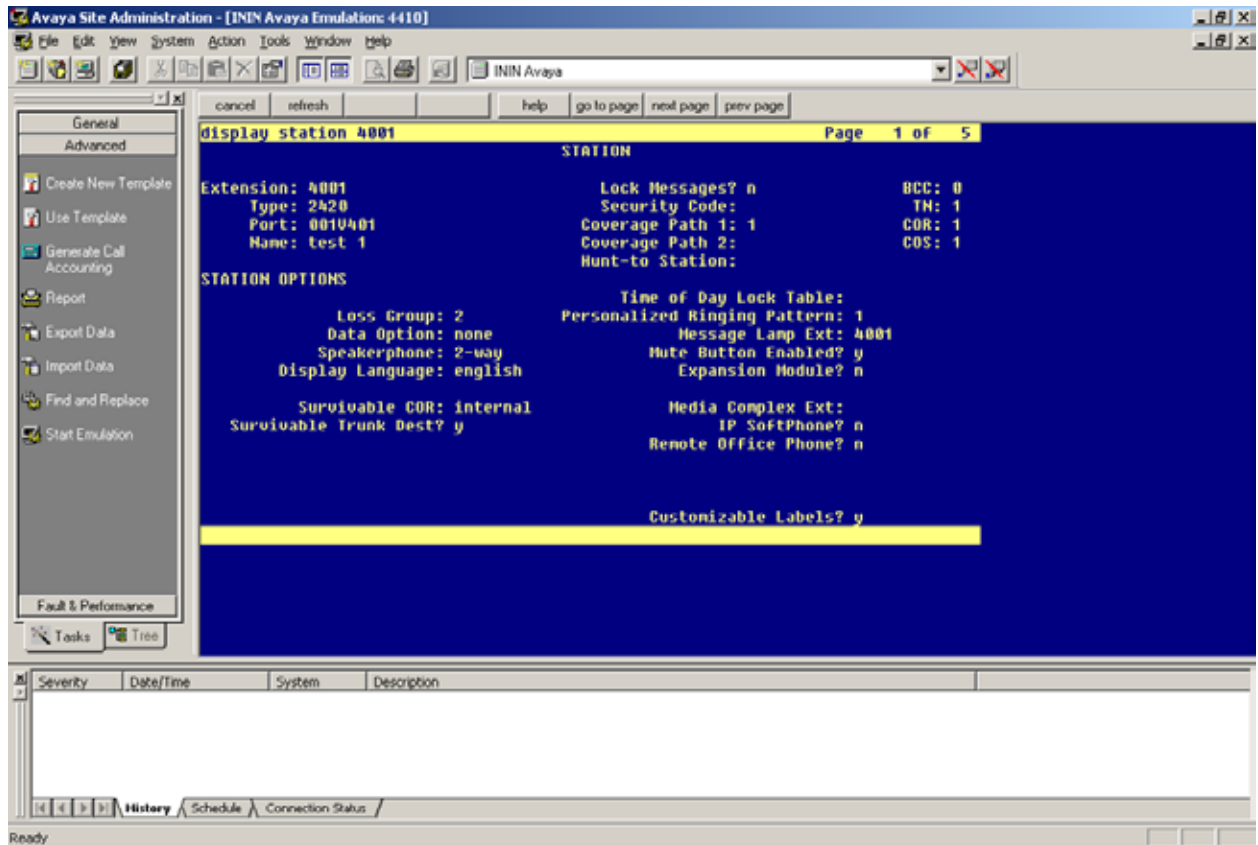 Avaya Site Administration - [ININ Avaya Emulation: 4410]
File Edit View System Action Tools Window Help
ININ Avaya
cancel refresh help go to page next page prev page
General
Advanced
Create New Template
Use Template
Generate Call
Accounting
Report
Export Data
Import Data
Find and Replace
Start Emulation
Fault & Performance
Tasks Tree
display station 4001 Page 1 of 5
STATION
Extension: 4001 Lock Messages? n BCC: 0
Type: 2420 Security Code: TN: 1
Port: 001V401 Coverage Path 1: 1 COR: 1
Name: test 1 Coverage Path 2: COS: 1
Hunt-to Station:
STATION OPTIONS
Time of Day Lock Table:
Loss Group: 2 Personalized Ringing Pattern: 1
Data Option: none Message Lamp Ext: 4001
Speakerphone: 2-way Mute Button Enabled? y
Display Language: english Expansion Module? n
Survivable COR: internal Media Complex Ext:
Survivable Trunk Dest? y IP SoftPhone? n
Remote Office Phone? n
Customizable Labels? y
Severity Date/Time System Description
History Schedule Connection Status
Ready